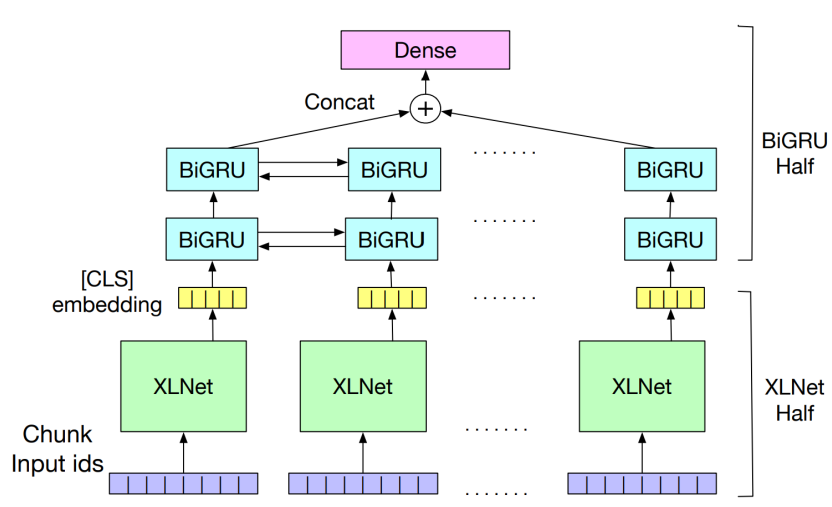 Dense
Concat
+
BiGRU
BiGRU
. . . . . . .
BiGRU
BiGRU
Half
BiGRU
BiGRU
. . . . . . .
BiGRU
[CLS]
embedding
. . . . . . .
XLNet
XLNet
XLNet
XLNet
Half
Chunk
Input ids
. . . . . . .
. . . . . . .